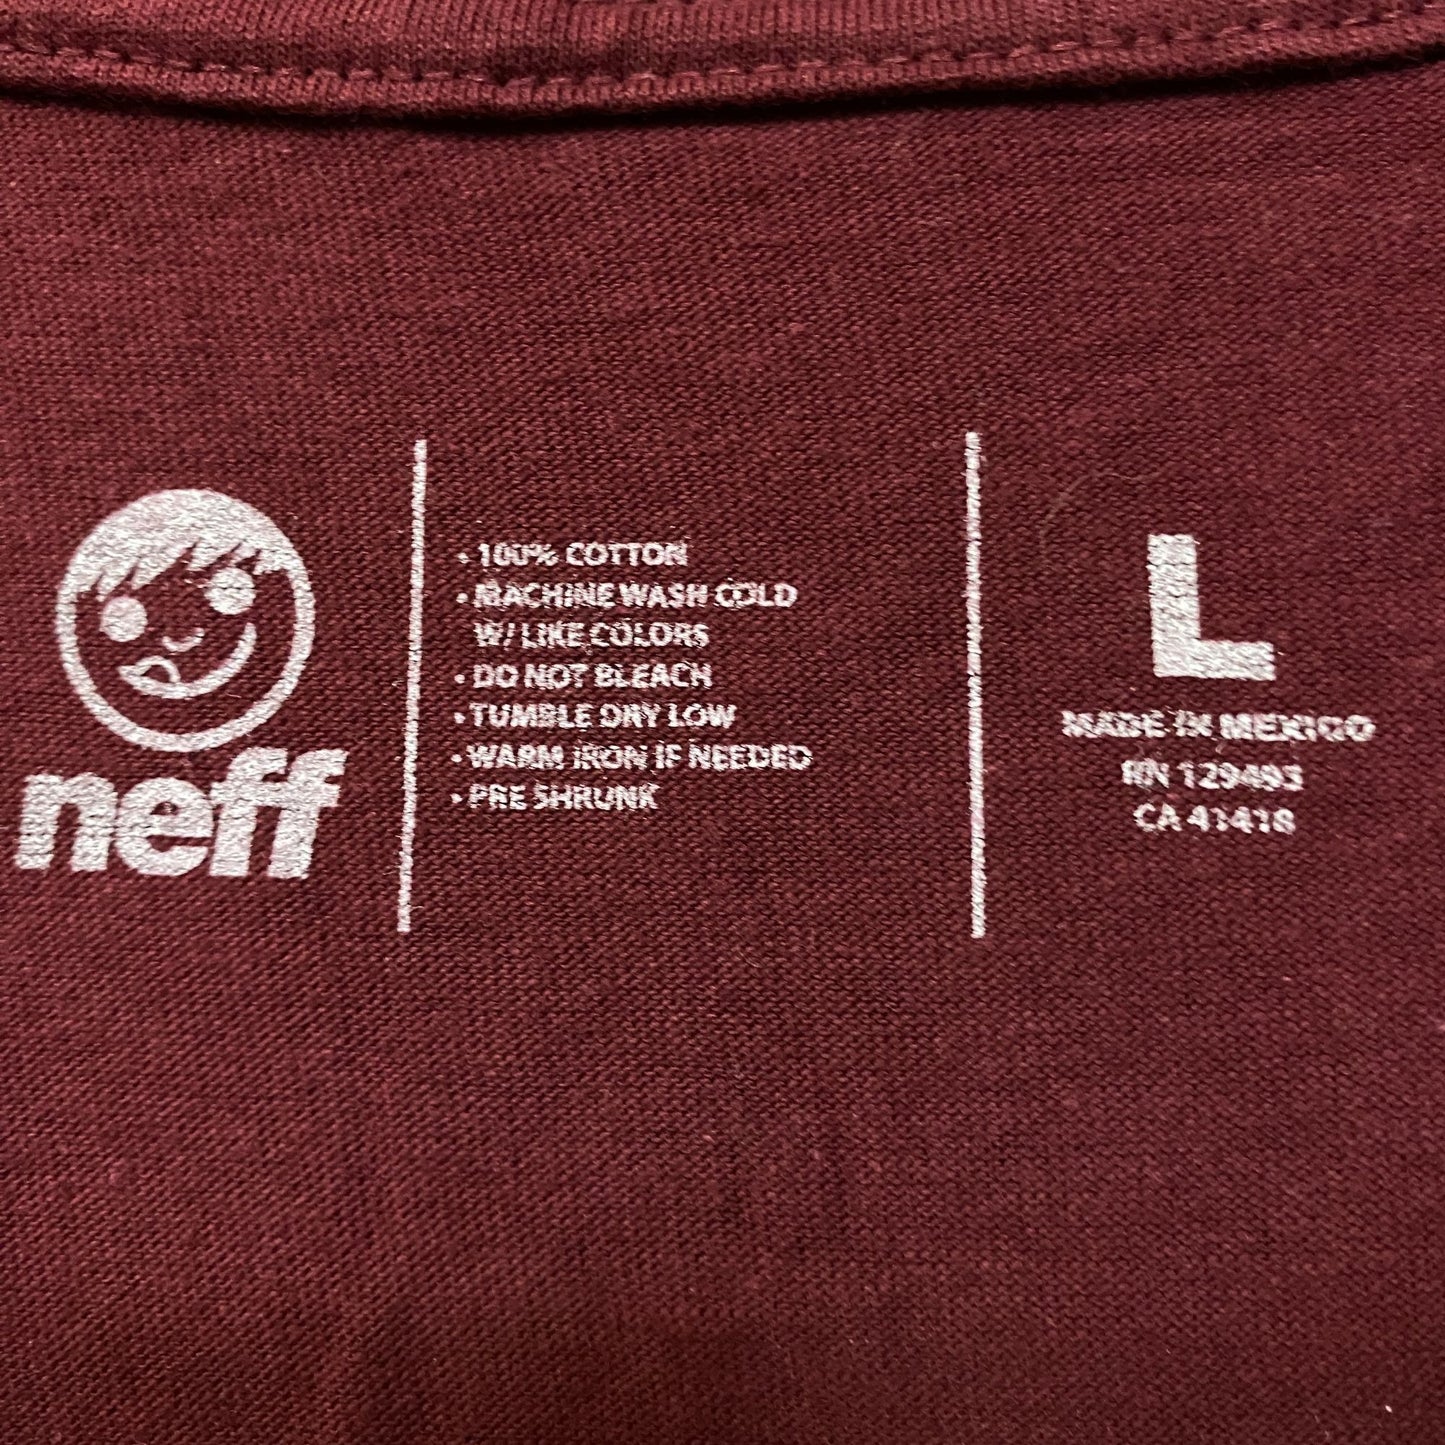 neff
• 100% COTTON
• MACHINE WASH COLD
W/ LIKE COLORS
• DO NOT BLEACH
• TUMBLE DRY LOW
• WARM IRON IF NEEDED
• PRE SHRUNK
L
MADE IN MEXICO
RN 129493
CA 41418